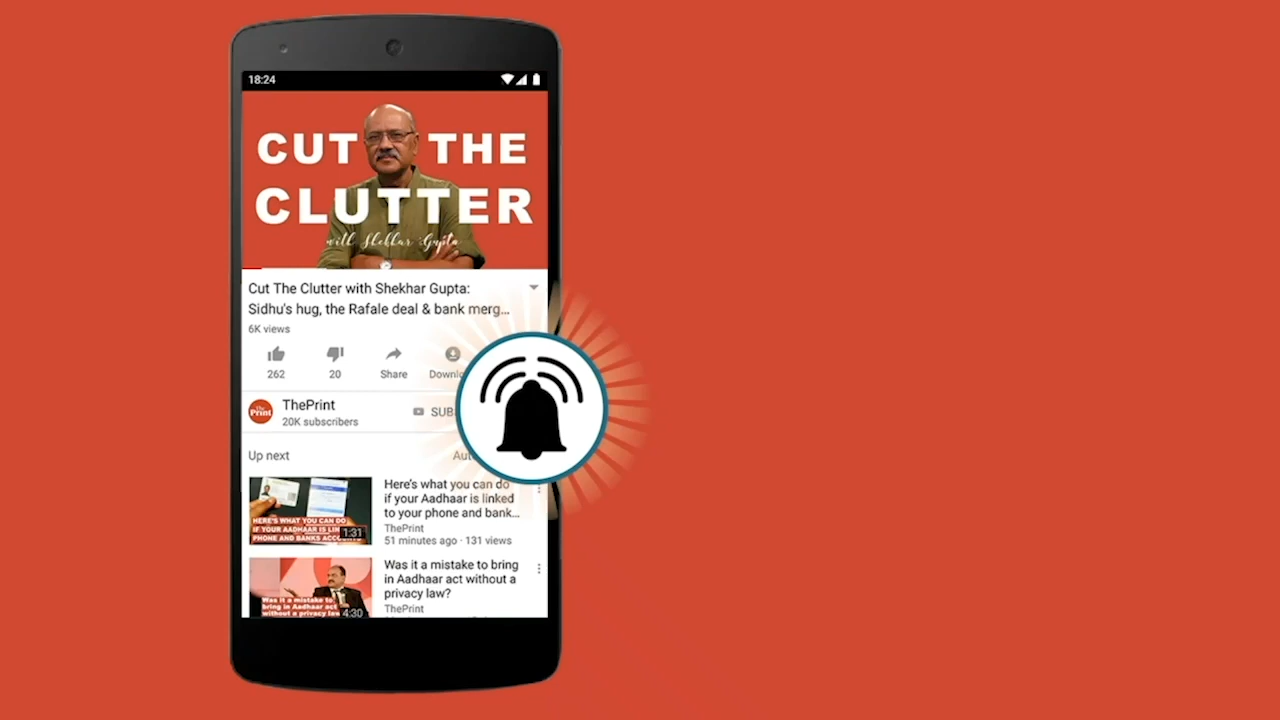 18:24
CUT THE
CLUTTER
with Shekhar Gupta
Cut The Clutter with Shekhar Gupta:
Sidhu's hug, the Rafale deal & bank merg...
6K views
262
20
Share
Downlo
The
Print
ThePrint
20K subscribers
SUB
Up next
Aut
HERE'S WHAT YOU CAN DO
IF YOUR AADHAAR IS LIN
PHONE AND BANKS ACCOUNTS
1:31
Here's what you can do
if your Aadhaar is linked
to your phone and bank...
ThePrint
51 minutes ago · 131 views
Was it a mistake to
bring in Aadhaar act
without a privacy law
4:30
Was it a mistake to bring
in Aadhaar act without a
privacy law?
ThePrint